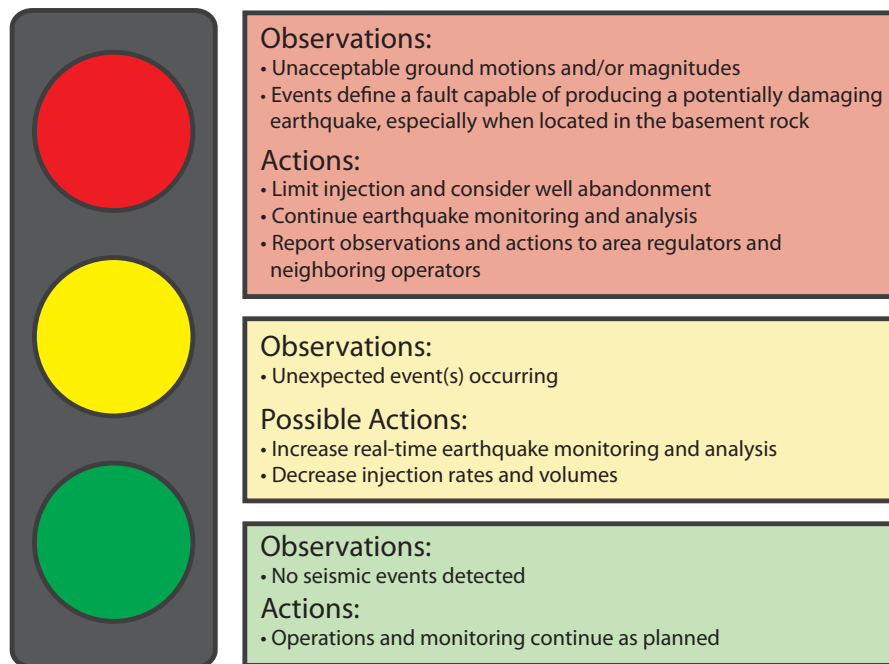 Observations:
• Unacceptable ground motions and/or magnitudes
• Events define a fault capable of producing a potentially damaging
earthquake, especially when located in the basement rock
Actions:
• Limit injection and consider well abandonment
• Continue earthquake monitoring and analysis
• Report observations and actions to area regulators and
neighboring operators
Observations:
• Unexpected event(s) occurring
Possible Actions:
• Increase real-time earthquake monitoring and analysis
• Decrease injection rates and volumes
Observations:
• No seismic events detected
Actions:
• Operations and monitoring continue as planned